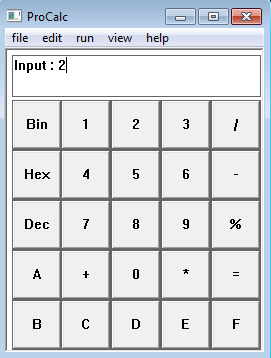 ProCalc
file edit run view help
Input : 2
Bin 1 2 3 /
Hex 4 5 6 -
Dec 7 8 9 %
A + 0 * =
B C D E F